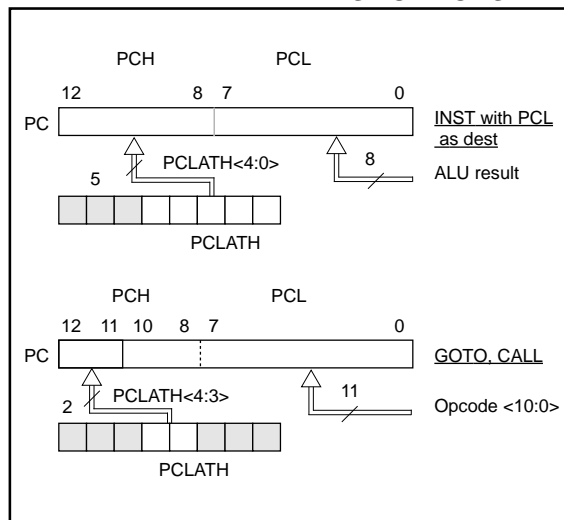 PCH PCL
12 8 7 0
PC
INST with PCL
as dest
8
ALU result
PCLATH<4:0>
5
PCLATH
PCH PCL
12 11 10 8 7 0
PC
GOTO, CALL
PCLATH<4:3>
11
2
Opcode <10:0>
PCLATH